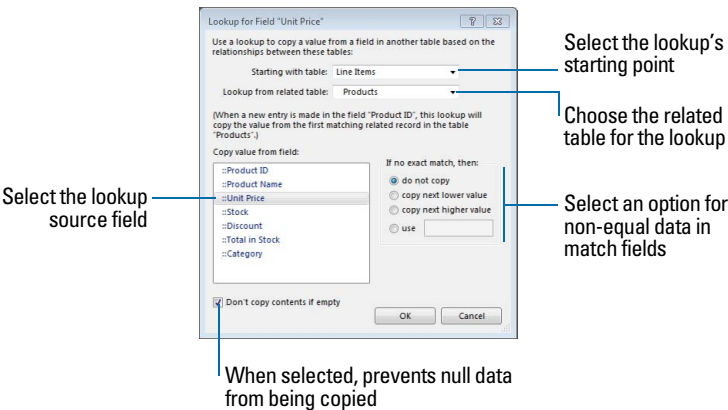 Lookup for Field "Unit Price"
Use a lookup to copy a value from a field in another table based on the
relationships between these tables:
Starting with table: Line Items
Lookup from related table: Products
(When a new entry is made in the field "Product ID", this lookup will
copy the value from the first matching related record in the table
"Products".)
Copy value from field:
::Product ID
::Product Name
::Unit Price
::Stock
::Discount
::Total in Stock
::Category
If no exact match, then:
do not copy
copy next lower value
copy next higher value
use
Don't copy contents if empty
OK
Cancel
Select the lookup's
starting point
Choose the related
table for the lookup
Select an option for
non-equal data in
match fields
Select the lookup
source field
When selected, prevents null data
from being copied